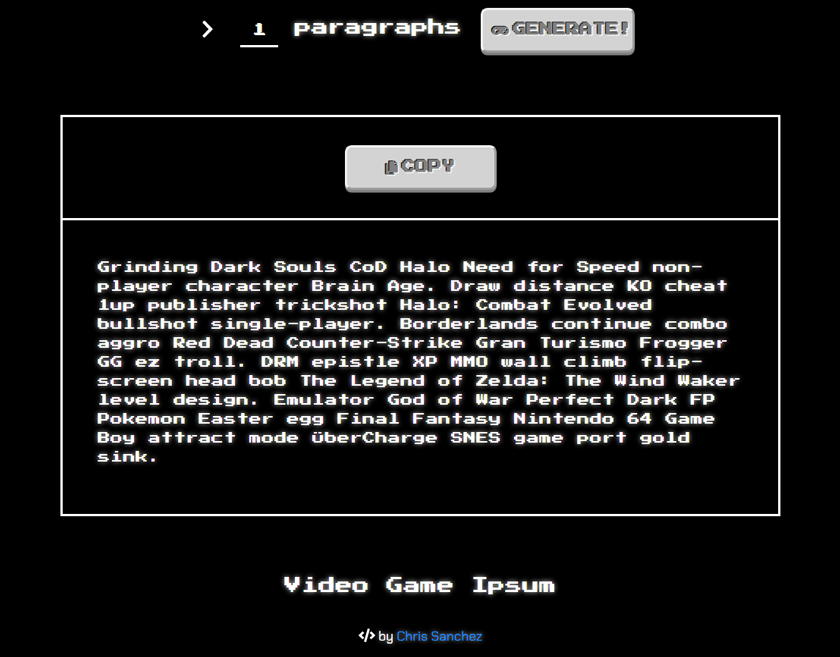 1 paragraphs GENERATE!
COPY
Grinding Dark Souls CoD Halo Need for Speed non-
player character Brain Age. Draw distance KO cheat
1up publisher trickshot Halo: Combat Evolved
bullshot single-player. Borderlands continue combo
aggro Red Dead Counter-Strike Gran Turismo Frogger
GG ez troll. DRM epistle XP MMO wall climb flip-
screen head bob The Legend of Zelda: The Wind Waker
level design. Emulator God of War Perfect Dark FP
Pokemon Easter egg Final Fantasy Nintendo 64 Game
Boy attract mode überCharge SNES game port gold
sink.
Video Game Ipsum
</> by Chris Sanchez